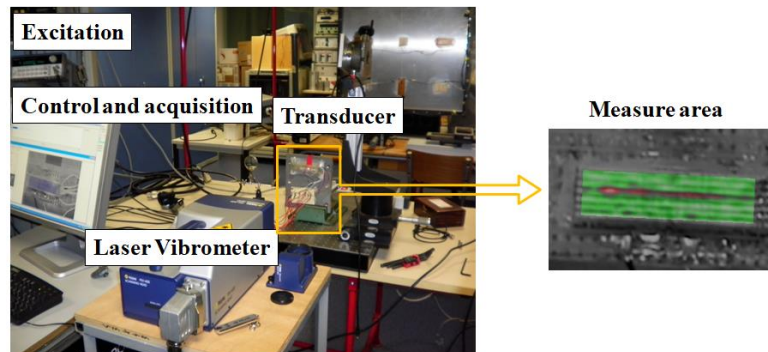 Excitation
Control and acquisition
Transducer
Measure area
Laser Vibrometer